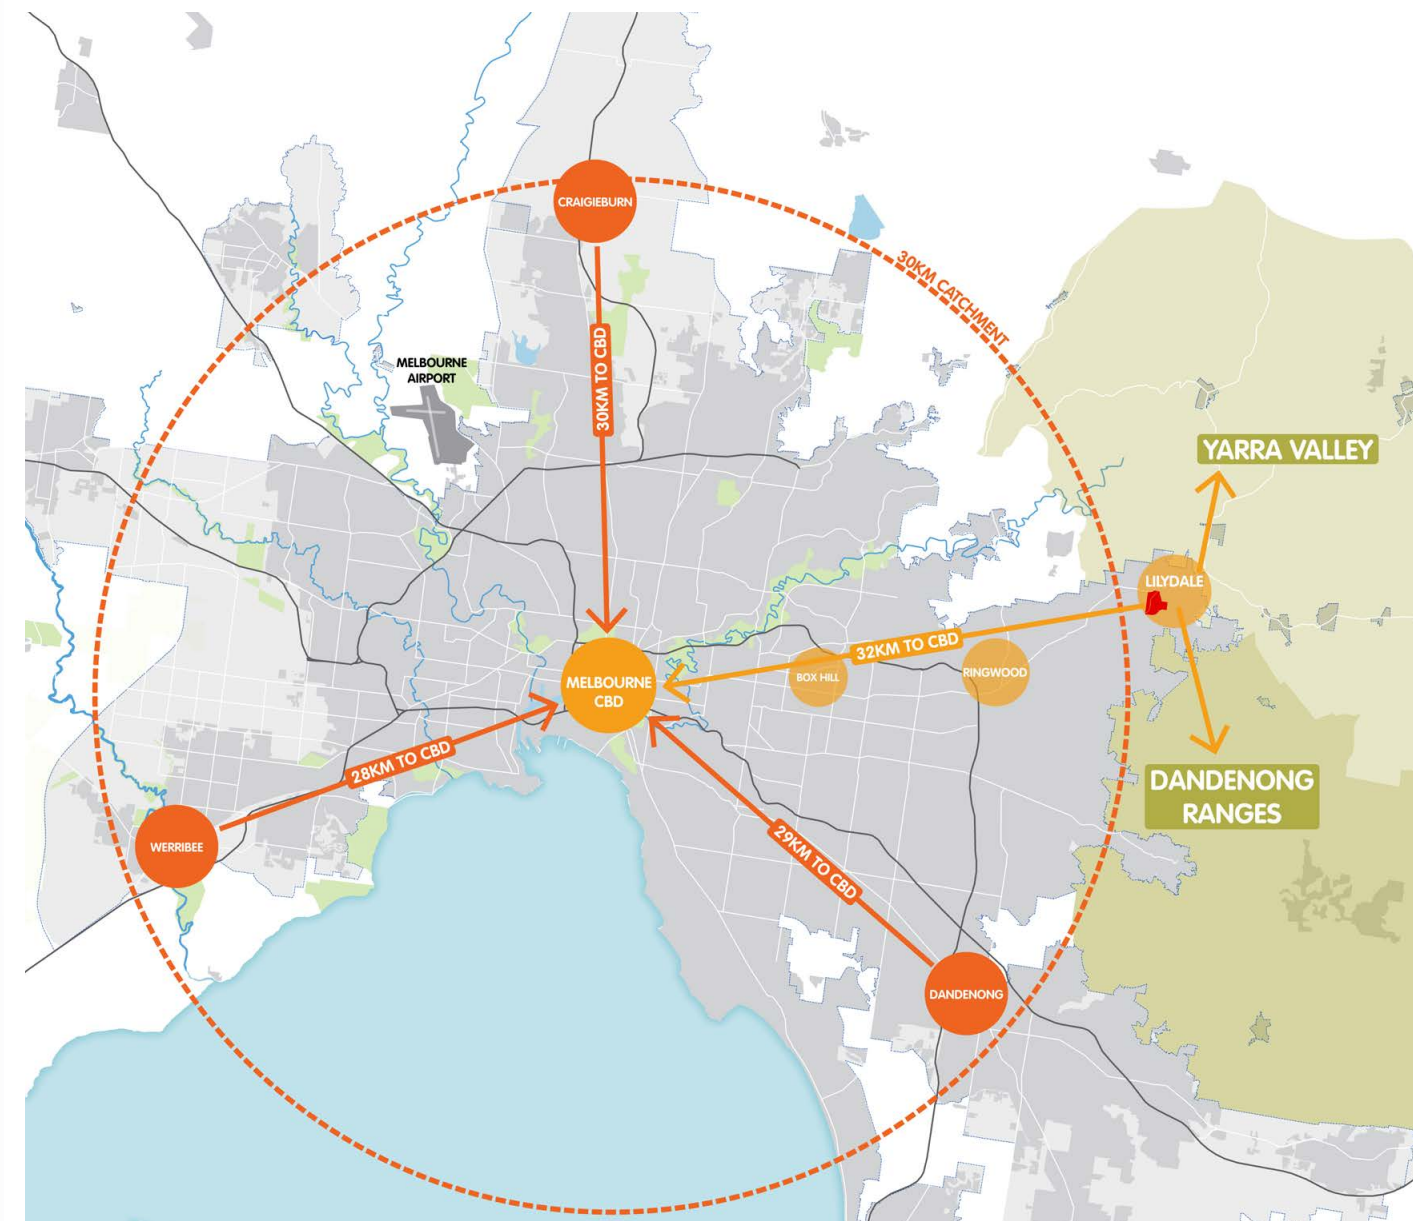 CRAIGIEBURN
30KM CATCHMENT
30KM TO CBD
MELBOURNE
AIRPORT
YARRA VALLEY
LILYDALE
32KM TO CBD
BOX HILL
RINGWOOD
MELBOURNE
CBD
28KM TO CBD
DANDENONG
RANGES
29KM TO CBD
WERRIBEE
DANDENONG